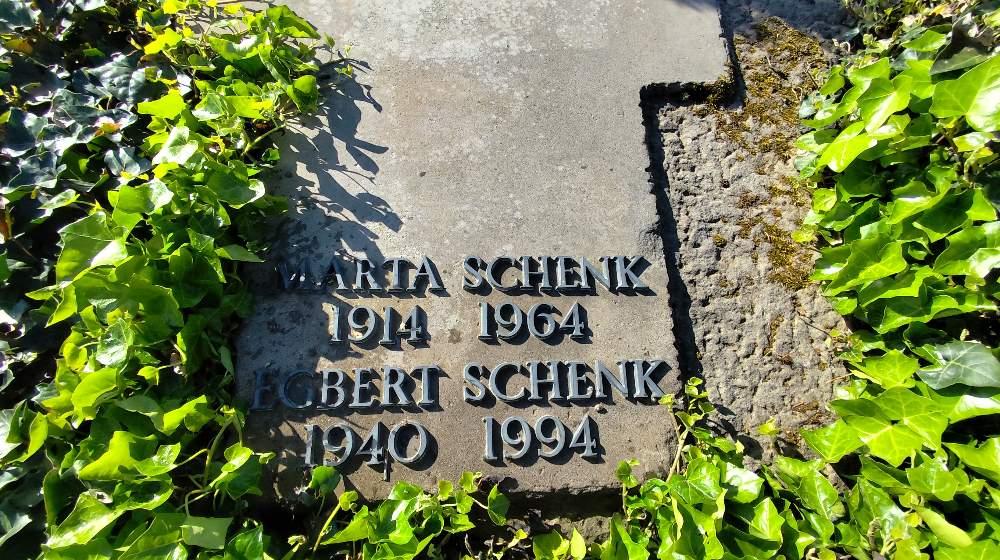 MARTA SCHENK
1914 1964
EGBERT SCHENK
1940 1994